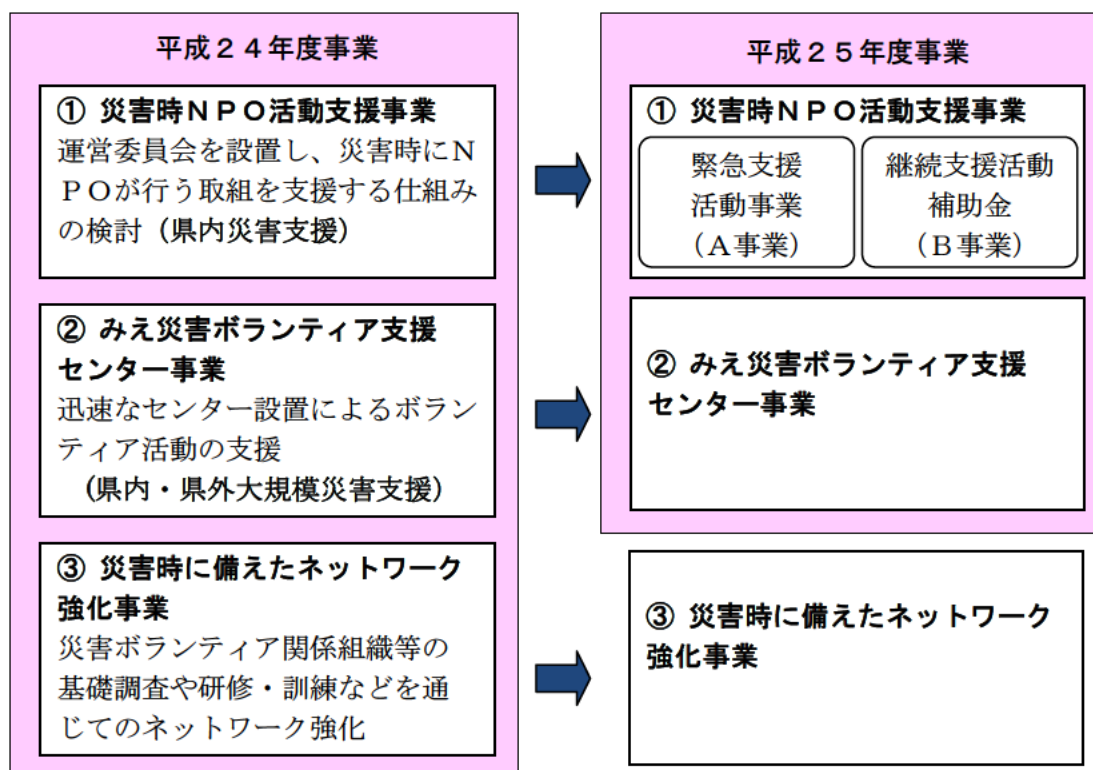 平成２４年度事業
① 災害時ＮＰＯ活動支援事業
運営委員会を設置し、災害時にＮ
ＰＯが行う取組を支援する仕組み
の検討（県内災害支援）
② みえ災害ボランティア支援
センター事業
迅速なセンター設置によるボラン
ティア活動の支援
（県内・県外大規模災害支援）
③ 災害時に備えたネットワーク
強化事業
災害ボランティア関係組織等の
基礎調査や研修・訓練などを通
じてのネットワーク強化
平成２５年度事業
① 災害時ＮＰＯ活動支援事業
緊急支援
活動事業
（Ａ事業）
継続支援活動
補助金
（Ｂ事業）
② みえ災害ボランティア支援
センター事業
③ 災害時に備えたネットワーク
強化事業